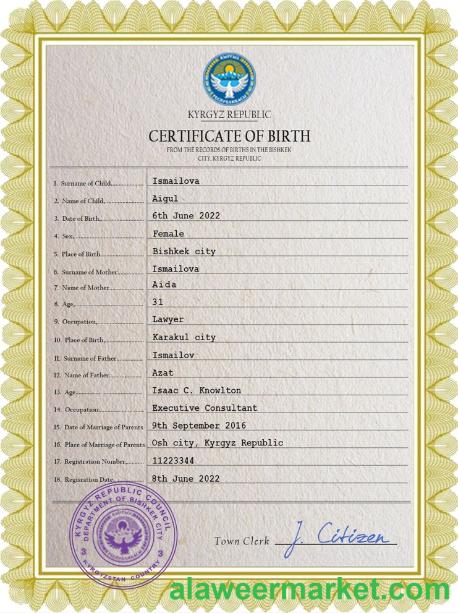 KYRGYZ REPUBLIC
CERTIFICATE OF BIRTH
FROM THE RECORDS OF BIRTHS IN THE BISHKEK
CITY, KYRGYZ REPUBLIC
1. Surname of Child Ismailova
2. Name of Child Aigul
3. Date of Birth 6th June 2022
4. Sex Female
5. Place of Birth Bishkek city
6. Surname of Mother Ismailova
7. Name of Mother Aida
8. Age 31
9. Occupation Lawyer
10. Place of Birth Karakul city
11. Surname of Father Ismailov
12. Name of Father Azat
13. Age Isaac C. Knowlton
14. Occupation Executive Consultant
15. Date of Marriage of Parents 9th September 2016
16. Place of Marriage of Parents Osh city, Kyrgyz Republic
17. Registration Number 11223344
18. Registration Date 8th June 2022
KYRGYZ REPUBLIC COUNCIL
DEPARTMENT OF BISHKEK CITY
KYRGYZSTAN COUNTRY
Town Clerk J. Citizen
alaweermarket.com